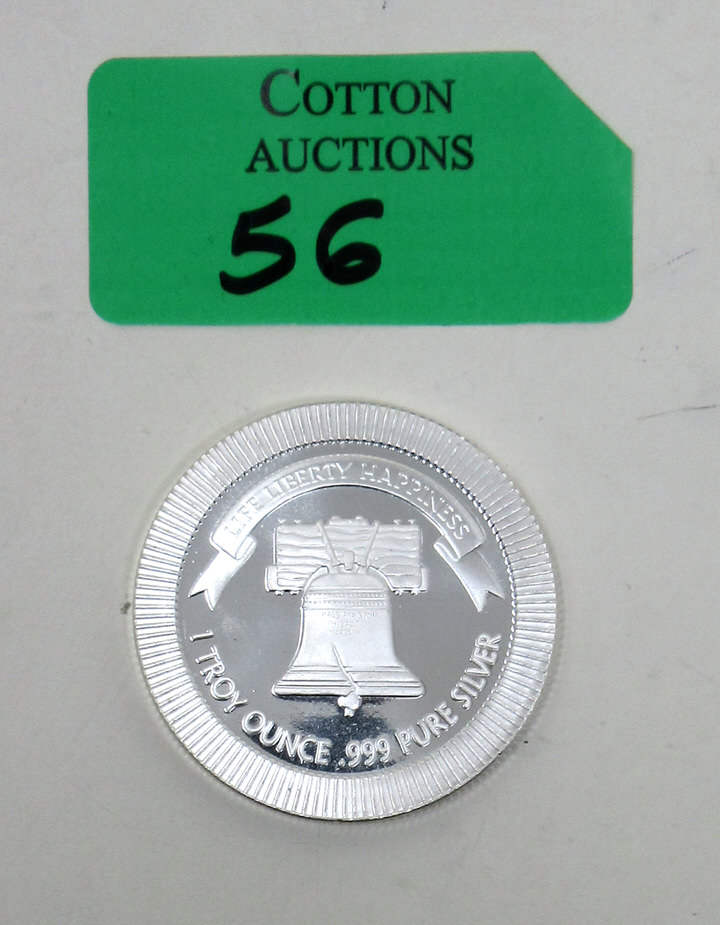 COTTON
AUCTIONS
56
LIFE LIBERTY HAPPINESS
1 TROY OUNCE .999 PURE SILVER